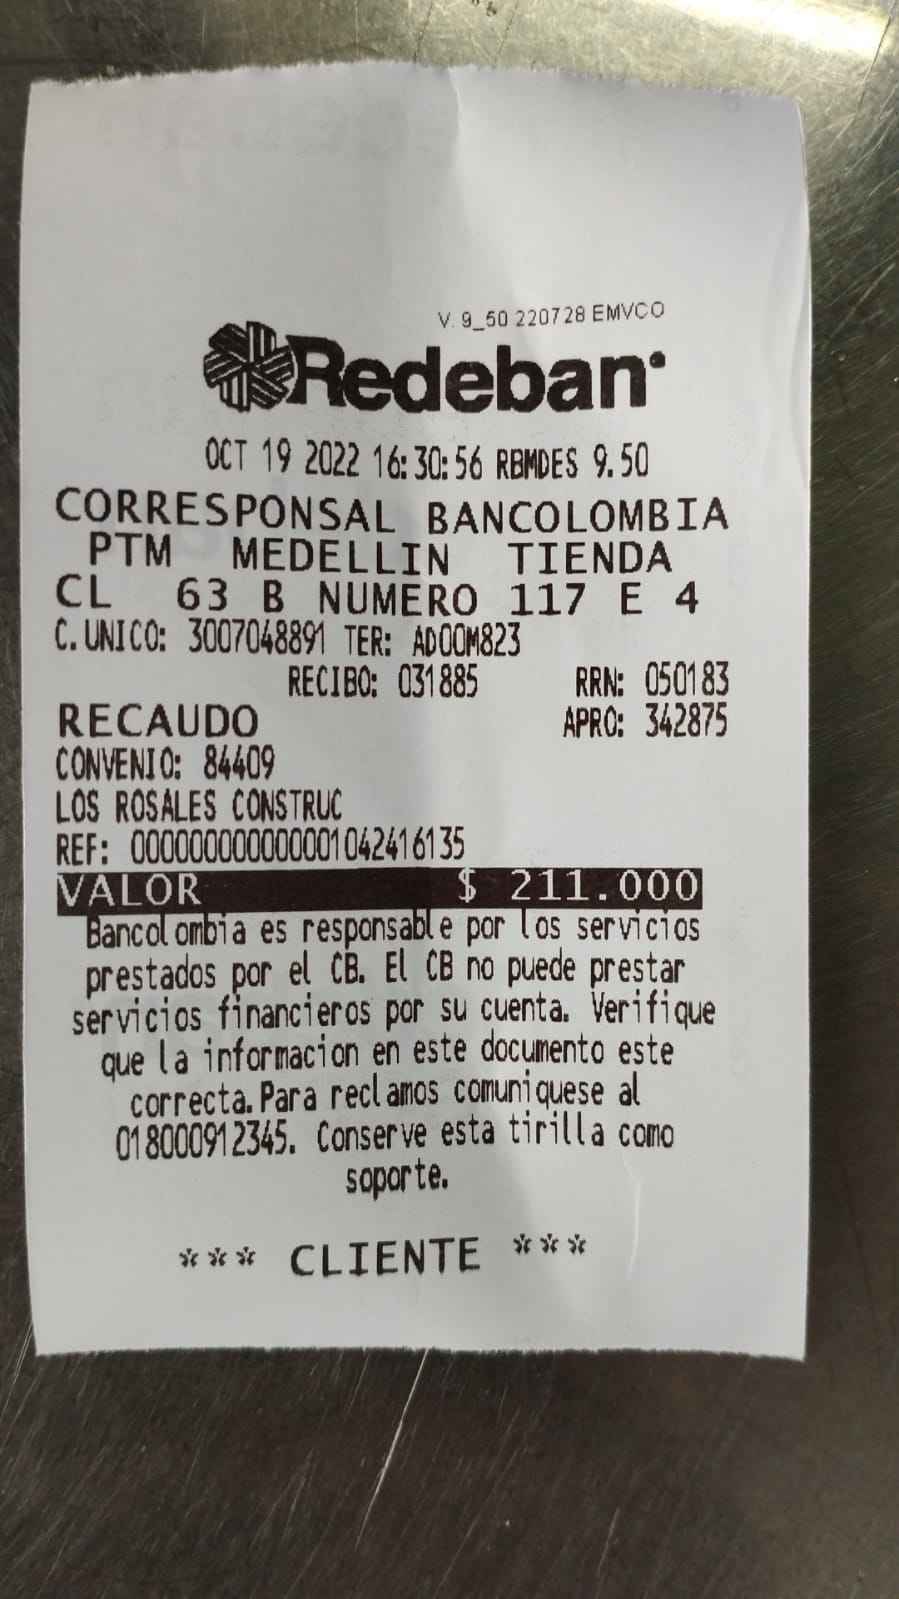 V. 9_50 220728 EMVCO
Redeban
OCT 19 2022 16:30:56 RBMDES 9.50
CORRESPONSAL BANCOLOMBIA
PTM MEDELLIN TIENDA
CL 63 B NUMERO 117 E 4
C. UNICO: 3007048891 TER: AD00M823
RECIBO: 031885 RRN: 050183
RECAUDO APRO: 342875
CONVENIO: 84409
LOS ROSALES CONSTRUC
REF: 00000000000001042416135
VALOR $ 211.000
Bancolombia es responsable por los servicios
prestados por el CB. El CB no puede prestar
servicios financieros por su cuenta. Verifique
que la informacion en este documento este
correcta. Para reclamos comuniquese al
018000912345. Conserve esta tirilla como
soporte.
*** CLIENTE ***